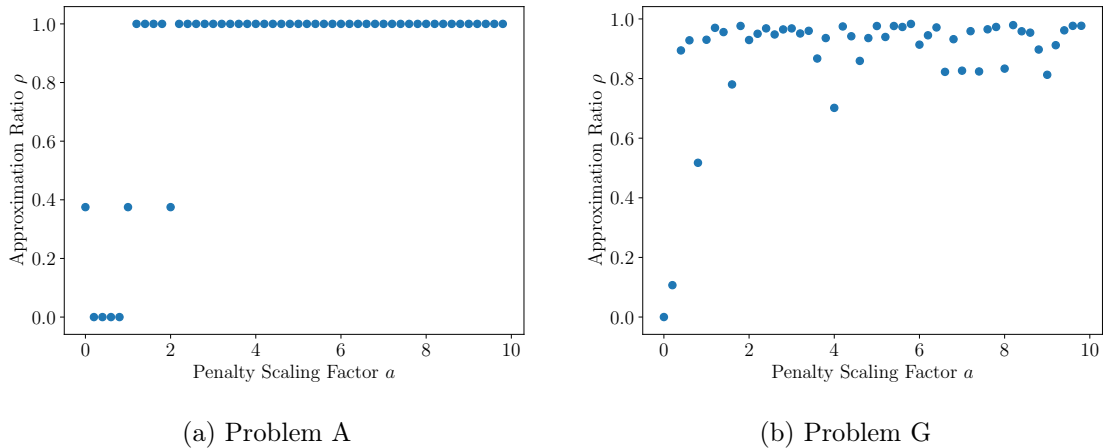 Approximation Ratio ρ
1.0
0.8
0.6
0.4
0.2
0.0
0 2 4 6 8 10
Penalty Scaling Factor a
(a) Problem A
Approximation Ratio ρ
1.0
0.8
0.6
0.4
0.2
0.0
0 2 4 6 8 10
Penalty Scaling Factor a
(b) Problem G